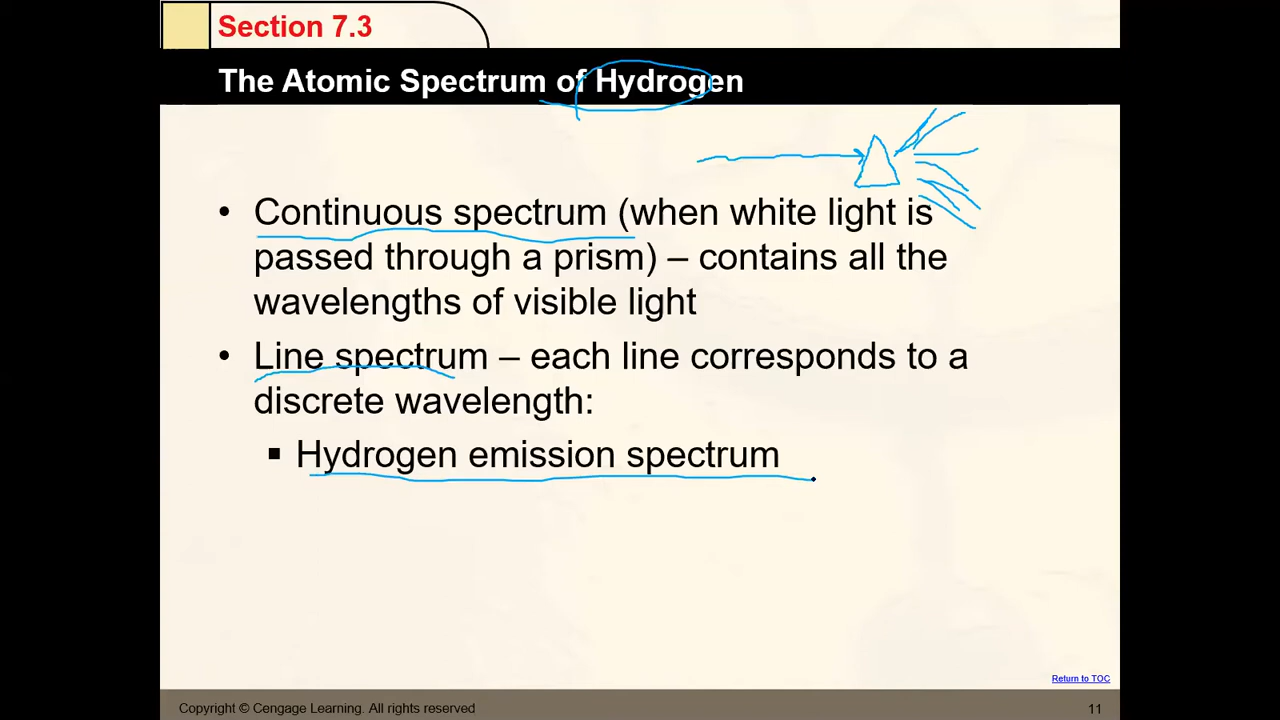 Section 7.3
The Atomic Spectrum of Hydrogen
• Continuous spectrum (when white light is
passed through a prism) – contains all the
wavelengths of visible light
• Line spectrum – each line corresponds to a
discrete wavelength:
▪ Hydrogen emission spectrum
Return to TOC
Copyright © Cengage Learning. All rights reserved
11